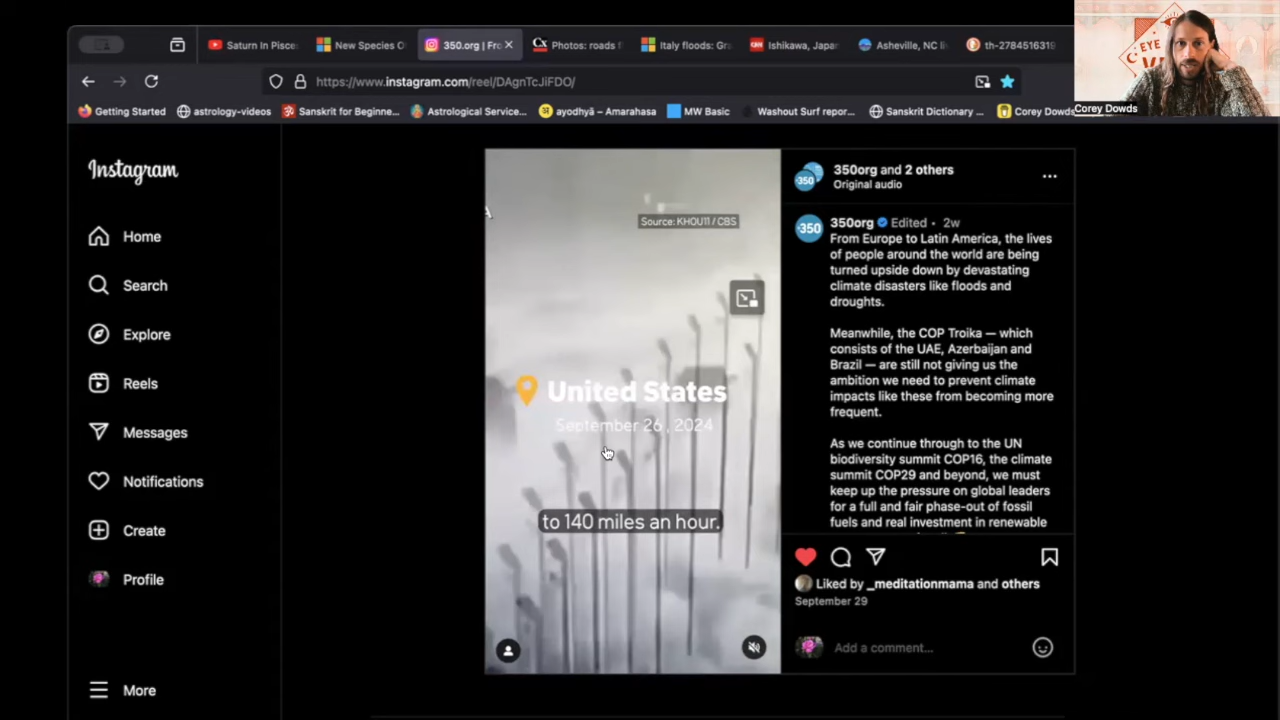 Saturn In Pisce
New Species O
350.org | Fro
Photos: roads f
Italy floods: Gra
Ishikawa, Japa
Asheville, NC li
th-2784516319
https://www.instagram.com/reel/DAgnTcJiFDO/
Getting Started
astrology-videos
Sanskrit for Beginne...
Astrological Service...
ayodhyā – Amarahasa
MW Basic
Washout Surf repor...
Sanskrit Dictionary ...
Corey Dowds
EYE
Corey Dowds
Instagram
Home
Search
Explore
Reels
Messages
Notifications
Create
Profile
More
A
Source: KHOU11 / CBS
United States
September 26, 2024
to 140 miles an hour.
350
350org and 2 others
Original audio
350
350org Edited • 2w
From Europe to Latin America, the lives
of people around the world are being
turned upside down by devastating
climate disasters like floods and
droughts.
Meanwhile, the COP Troika — which
consists of the UAE, Azerbaijan and
Brazil — are still not giving us the
ambition we need to prevent climate
impacts like these from becoming more
frequent.
As we continue through to the UN
biodiversity summit COP16, the climate
summit COP29 and beyond, we must
keep up the pressure on global leaders
for a full and fair phase-out of fossil
fuels and real investment in renewable
Liked by _meditationmama and others
September 29
Add a comment...